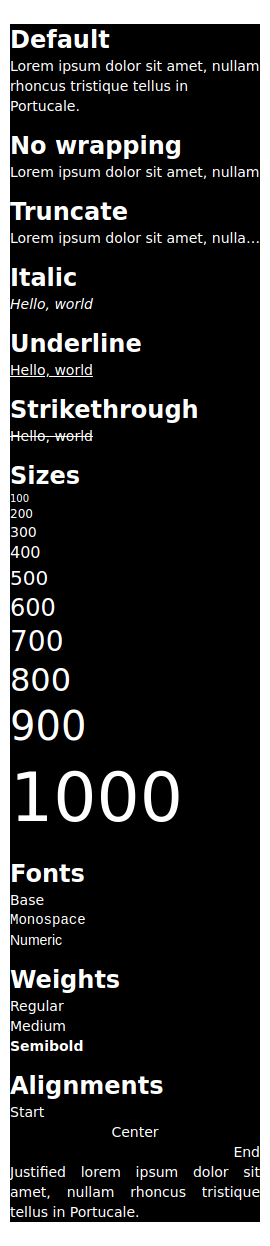 Default
Lorem ipsum dolor sit amet, nullam
rhoncus tristique tellus in
Portucale.
No wrapping
Lorem ipsum dolor sit amet, nullam
Truncate
Lorem ipsum dolor sit amet, nulla…
Italic
Hello, world
Underline
Hello, world
Strikethrough
Hello, world
Sizes
100
200
300
400
500
600
700
800
900
1000
Fonts
Base
Monospace
Numeric
Weights
Regular
Medium
Semibold
Alignments
Start
Center
End
Justified lorem ipsum dolor sit
amet, nullam rhoncus tristique
tellus in Portucale.